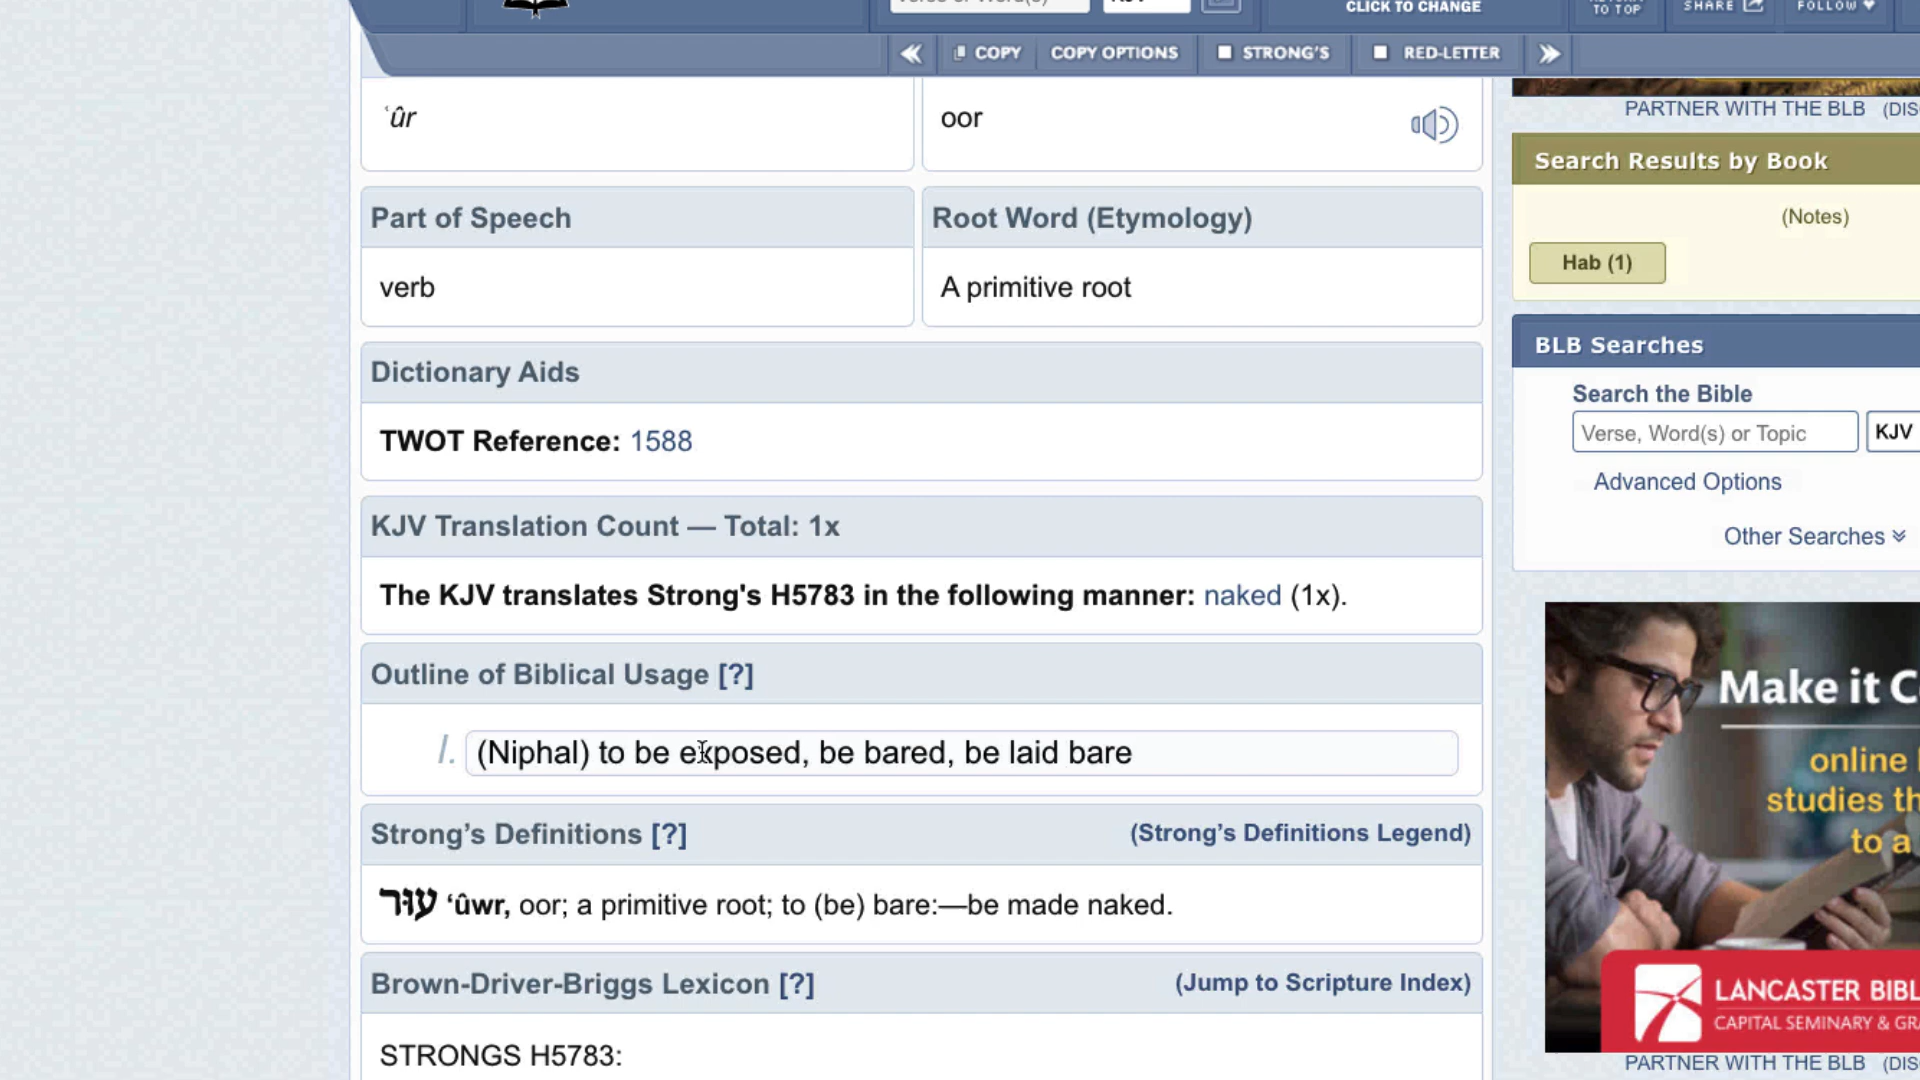 CLICK TO CHANGE
TO TOP
SHARE
FOLLOW
COPY
COPY OPTIONS
STRONG'S
RED-LETTER
ʿûr
oor
PARTNER WITH THE BLB (DIS
Search Results by Book
(Notes)
Hab (1)
Part of Speech
Root Word (Etymology)
verb
A primitive root
BLB Searches
Search the Bible
Verse, Word(s) or Topic
KJV
Advanced Options
Other Searches
Dictionary Aids
TWOT Reference: 1588
KJV Translation Count — Total: 1x
The KJV translates Strong's H5783 in the following manner: naked (1x).
Outline of Biblical Usage [?]
I. (Niphal) to be exposed, be bared, be laid bare
Strong’s Definitions [?]
(Strong’s Definitions Legend)
עוּר ʻûwr, oor; a primitive root; to (be) bare:—be made naked.
Brown-Driver-Briggs Lexicon [?]
(Jump to Scripture Index)
STRONGS H5783:
Make it C
online
studies th
to a
LANCASTER BIBL
CAPITAL SEMINARY & GR
PARTNER WITH THE BLB (DIS